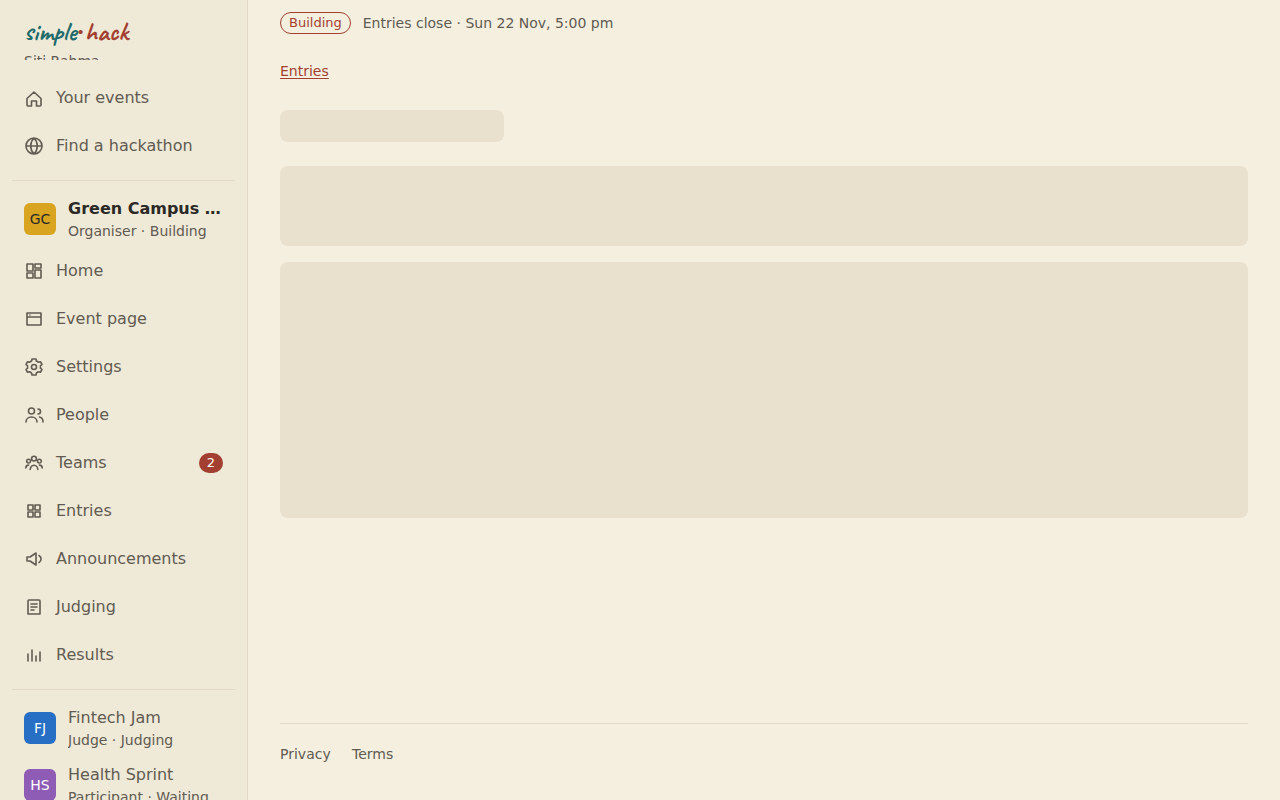 simple·hack
Siti Rahma
Your events
Find a hackathon
GC
Green Campus ...
Organiser · Building
Home
Event page
Settings
People
Teams
2
Entries
Announcements
Judging
Results
FJ
Fintech Jam
Judge · Judging
HS
Health Sprint
Participant · Waiting
Building
Entries close · Sun 22 Nov, 5:00 pm
Entries
Privacy
Terms